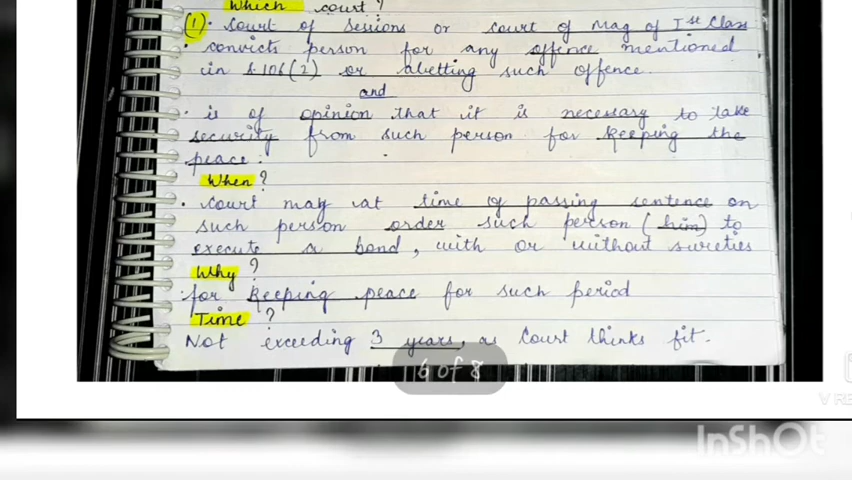 Which court?
(1). Court of sessions or court of Mag of Ist Class
• convicts person for any offence mentioned
in s.106(2) or abetting such offence.
and
• is of opinion that it is necessary to take
security from such person for keeping the
peace.
When?
• Court may at time of passing sentence on
such person order such person (him) to
execute a bond, with or without sureties
Why?
for keeping peace for such period
Time?
Not exceeding 3 years, as Court thinks fit.
6 of 8
V RE
InShOt